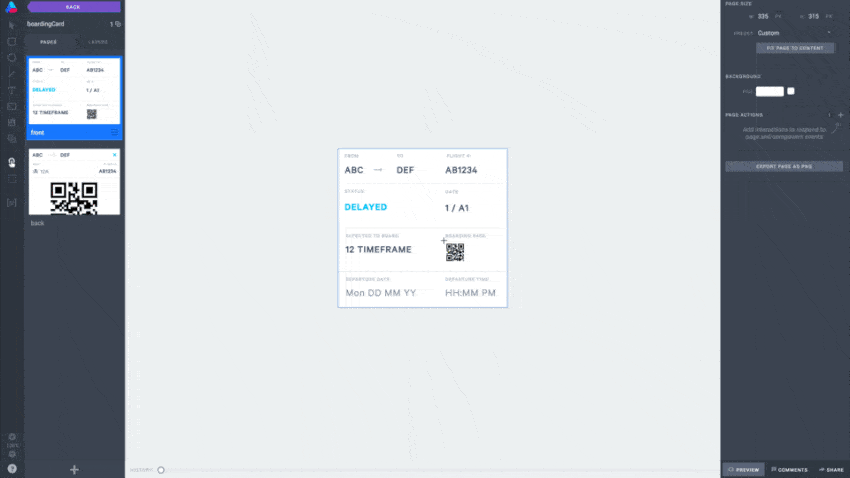 BACK
boardingCard
1
PAGES
LAYERS
ABC → DEF AB1234
DELAYED 1 / A1
12 TIMEFRAME
front
ABC → DEF
17A AB1234
back
FROM TO FLIGHT #
ABC → DEF AB1234
STATUS GATE
DELAYED 1 / A1
EXPECTED TO BOARD BOARDING PASS
12 TIMEFRAME
DEPARTURE DATE DEPARTURE TIME
Mon DD MM YY HH:MM PM
HISTORY:
PAGE SIZE
W 335 PX H 315 PX
Custom
FIT PAGE TO CONTENT
BACKGROUND
FILL
PAGE ACTIONS
Add interactions to respond to
page and component events
EXPORT PAGE AS PNG
PREVIEW
COMMENTS
SHARE